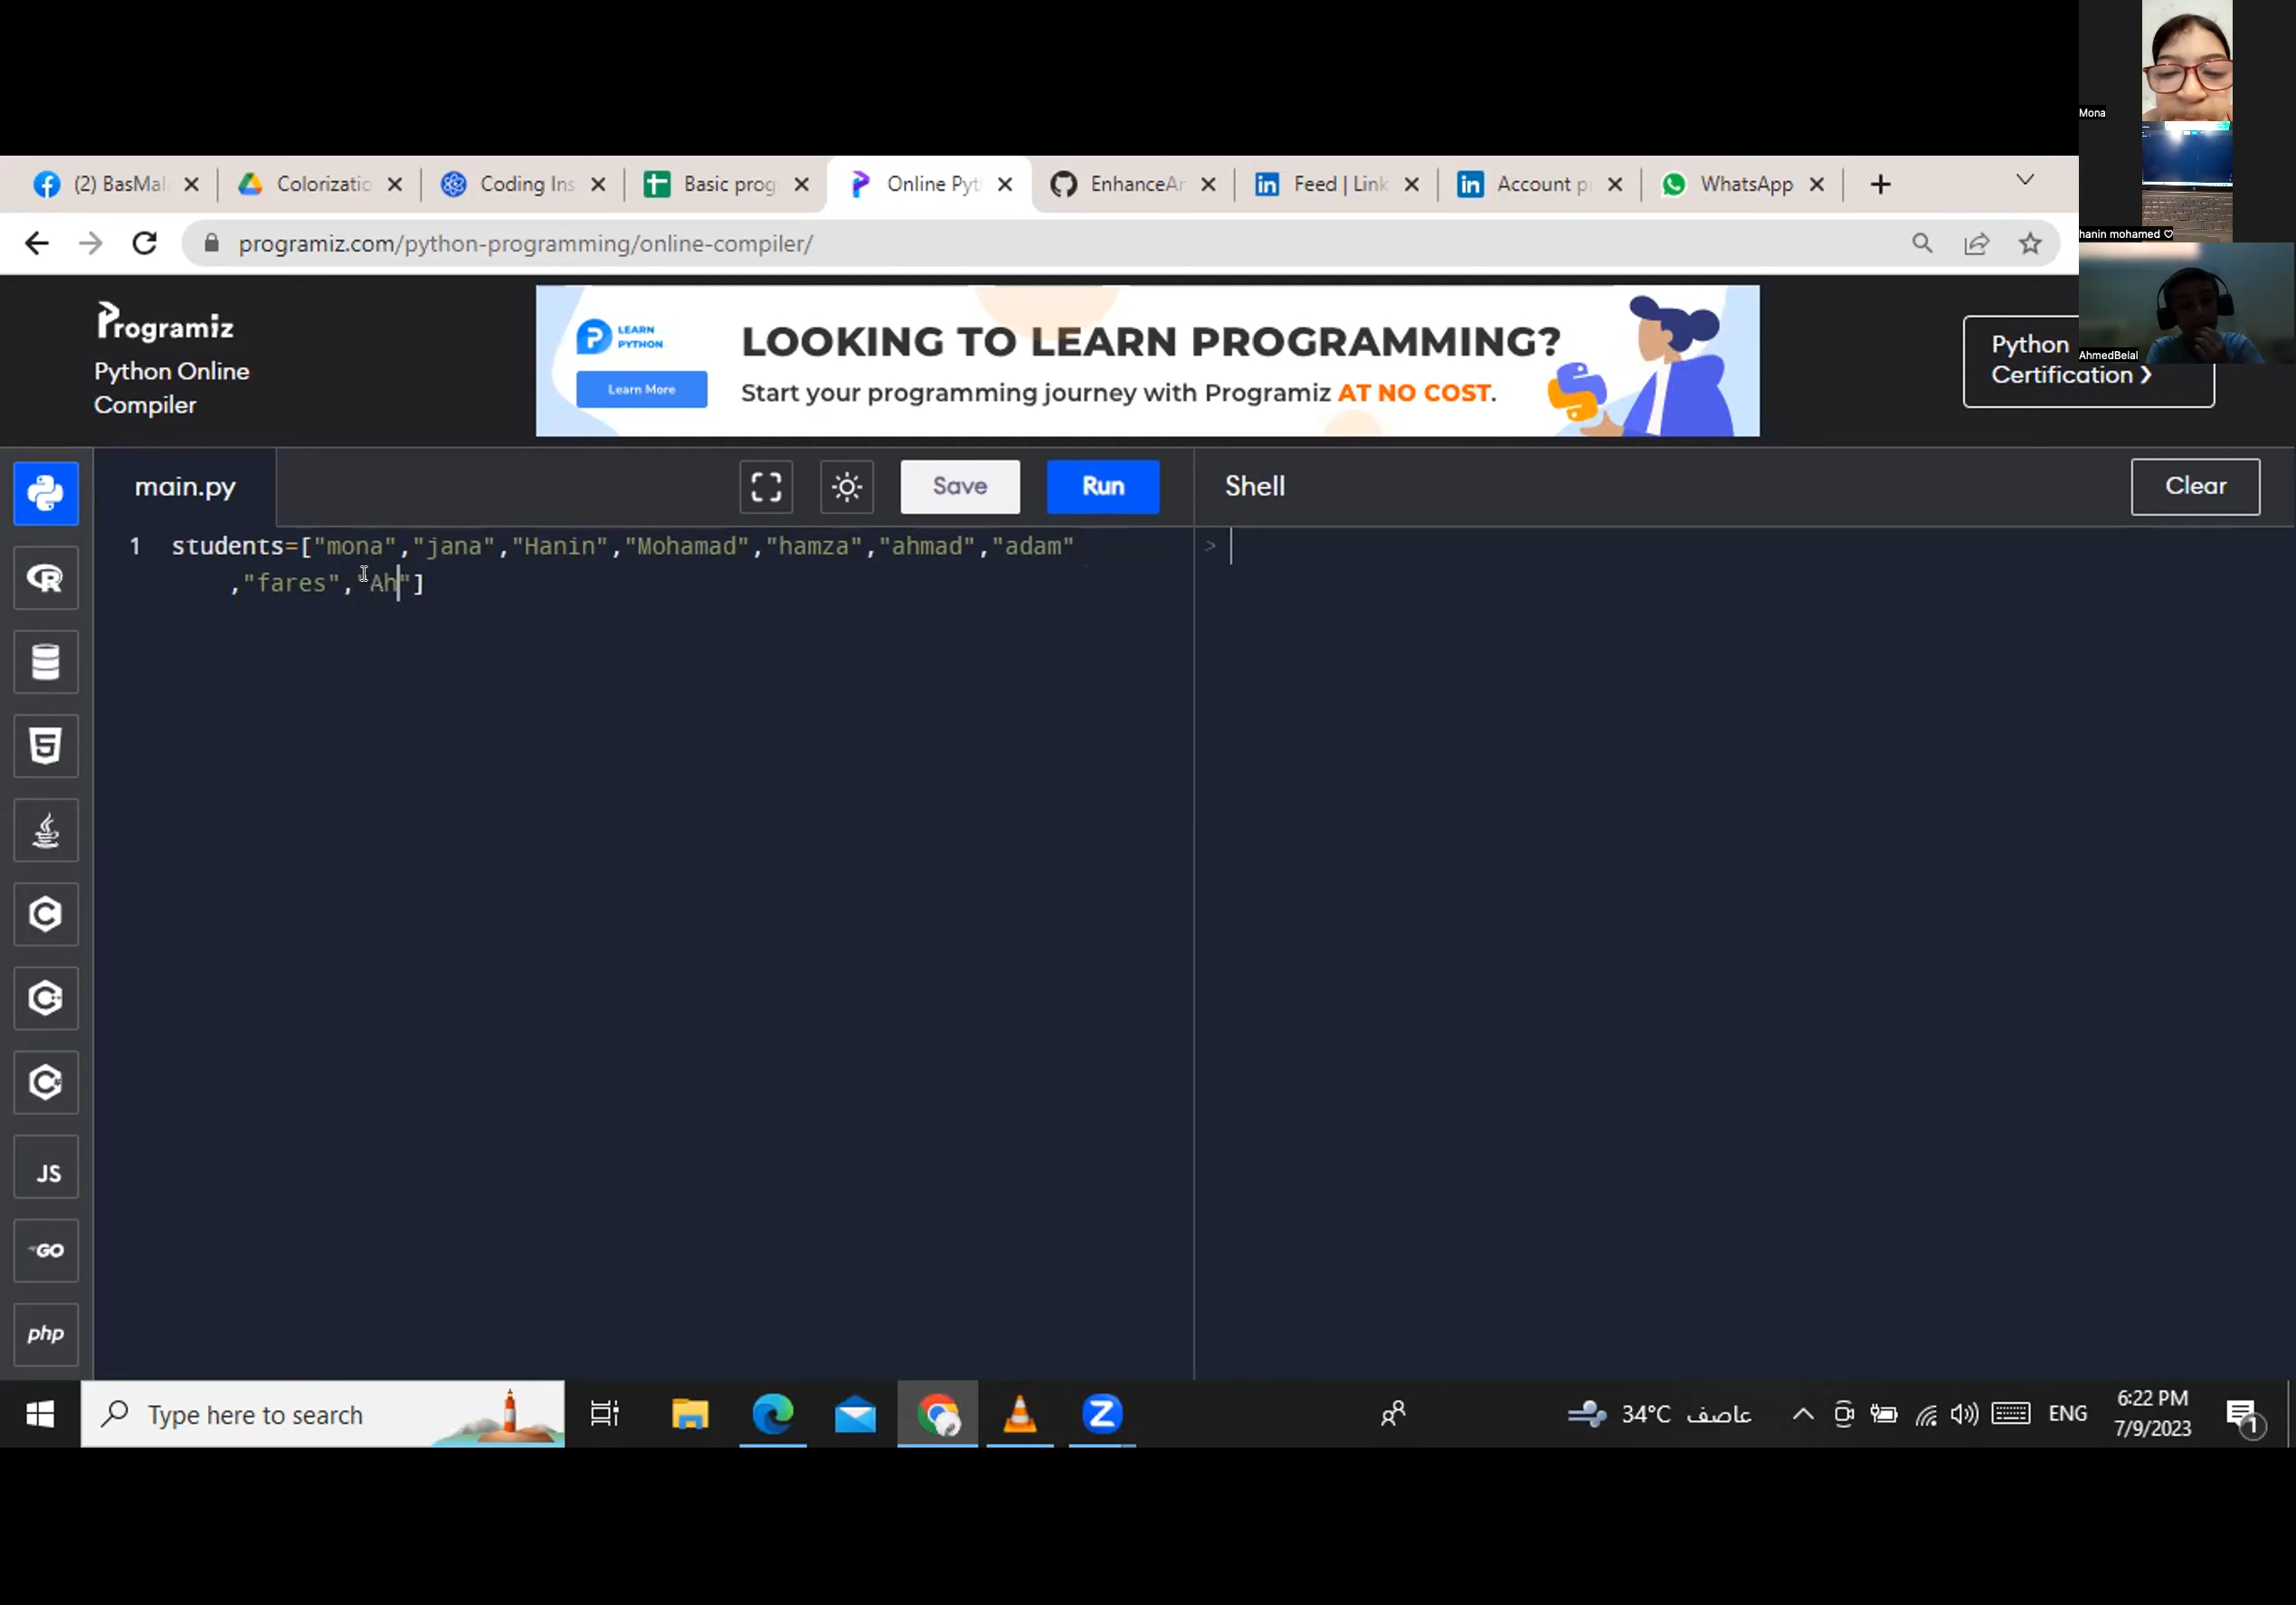 Mona
hanin mohamed ♡
AhmedBelal
(2) BasMal
Colorizatio
Coding Ins
Basic prog
Online Pyt
EnhanceAr
Feed | Link
Account p
WhatsApp
programiz.com/python-programming/online-compiler/
Programiz
Python Online
Compiler
LEARN
PYTHON
Learn More
LOOKING TO LEARN PROGRAMMING?
Start your programming journey with Programiz AT NO COST.
Python
Certification ❯
main.py
Save
Run
Shell
Clear
1 students=["mona","jana","Hanin","Mohamad","hamza","ahmad","adam"
,"fares","Ah"]
>
JS
GO
php
Type here to search
34°C عاصف
ENG
6:22 PM
7/9/2023
1